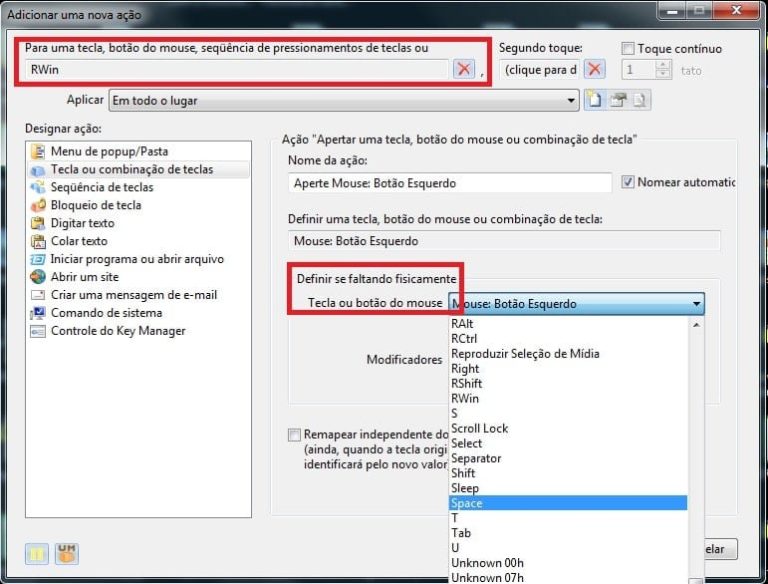 Adicionar uma nova ação
Para uma tecla, botão do mouse, seqüência de pressionamentos de teclas ou
Segundo toque:
Toque contínuo
RWin
,
(clique para d
1
tato
Aplicar
Em todo o lugar
Designar ação:
Menu de popup/Pasta
Tecla ou combinação de teclas
Seqüência de teclas
Bloqueio de tecla
Digitar texto
Colar texto
Iniciar programa ou abrir arquivo
Abrir um site
Criar uma mensagem de e-mail
Comando de sistema
Controle do Key Manager
Ação "Apertar uma tecla, botão do mouse ou combinação de tecla"
Nome da ação:
Aperte Mouse: Botão Esquerdo
Nomear automatic
Definir uma tecla, botão do mouse ou combinação de tecla:
Mouse: Botão Esquerdo
Definir se faltando fisicamente
Tecla ou botão do mouse
Mouse: Botão Esquerdo
RAlt
RCtrl
Reproduzir Seleção de Mídia
Right
RShift
RWin
S
Scroll Lock
Select
Separator
Shift
Sleep
Space
T
Tab
U
Unknown 00h
Unknown 07h
Modificadores
Remapear independente do
(ainda, quando a tecla origi
identificará pelo novo valor
elar
UM